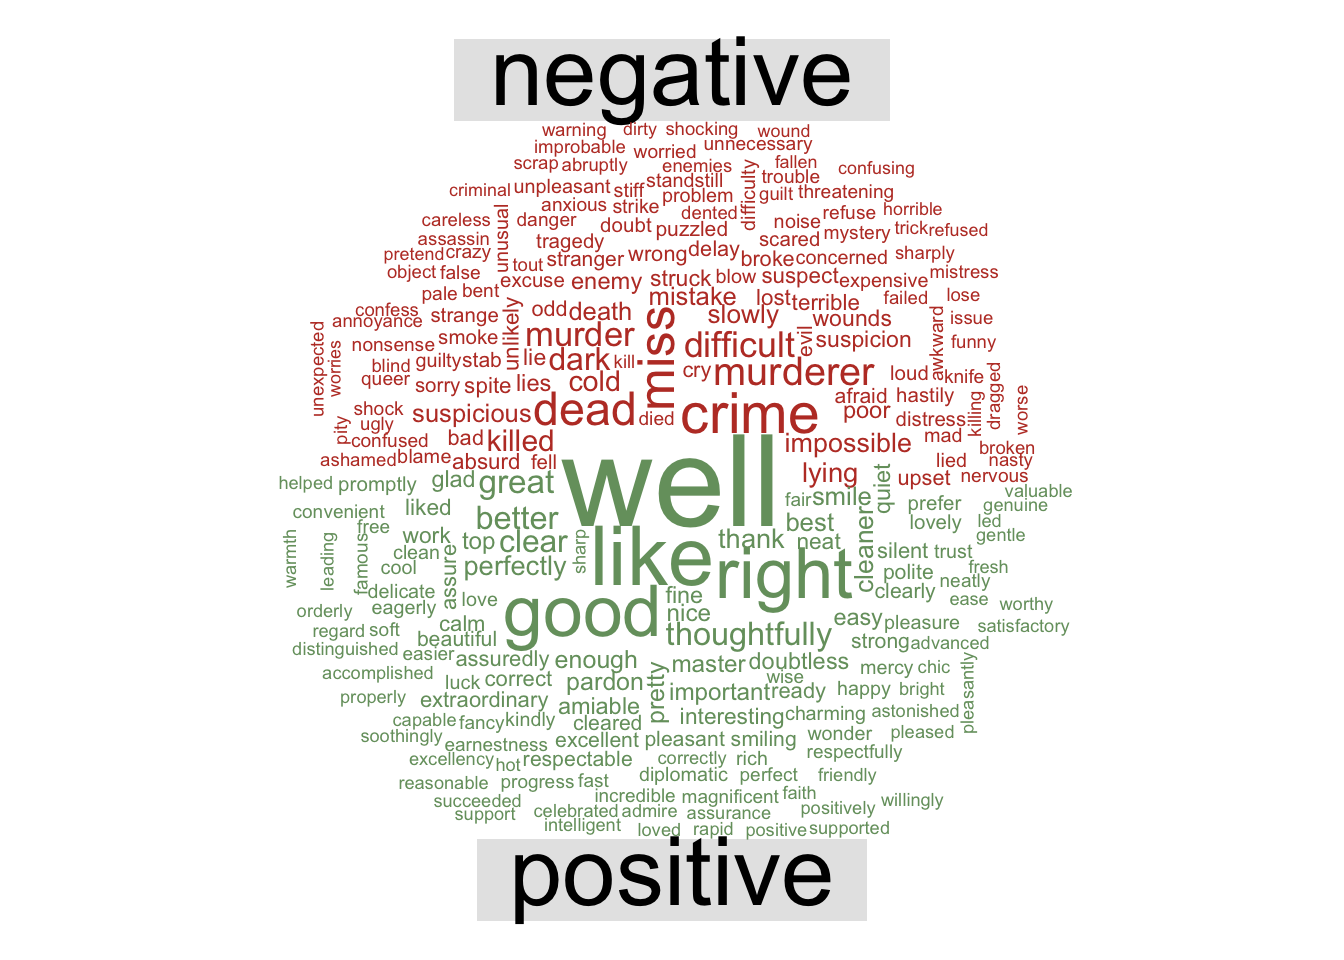 negative
warning dirty shocking wound
improbable worried unnecessary
scrap abruptly enemies fallen confusing
criminal unpleasant stiff standstill difficulty trouble
anxious strike problem guilt threatening
careless unusual danger doubt dented noise refuse horrible
assassin tragedy puzzled scared mystery trick refused
pretend crazy stranger wrong delay broke concerned sharply
object false tout excuse enemy struck blow suspect expensive mistress
pale bent mistake lost terrible failed lose
confess strange unlikely odd death miss slowly wounds awkward issue
annoyance smoke murder difficult evil suspicion funny
unexpected worries nonsense guilty stab lie dark kill cry murderer loud knife
blind queer sorry spite lies cold afraid hastily killing dragged worse
pity shock suspicious dead died crime poor distress
ugly confused bad killed impossible mad broken
ashamed blame absurd fell lying upset lied nasty nervous
well
helped promptly glad great fair smile quiet prefer valuable
convenient liked better best cleanere lovely genuine
warmth leading famous free work top clear sharp like thank neat silent trust led gentle
clean cool assure perfectly right polite fresh
delicate love good fine clearly neatly ease
orderly eagerly calm nice easy pleasure worthy
regard soft beautiful thoughtfully strong advanced satisfactory
distinguished easier assuredly enough pretty master doubtless mercy chic pleasantly
accomplished luck correct pardon wise
properly extraordinary amiable important ready happy bright
capable fancy kindly cleared interesting charming astonished
soothingly earnestness excellent pleasant smiling wonder pleased
excellency hot respectable correctly rich respectfully
reasonable progress fast diplomatic perfect friendly
succeeded incredible magnificent faith willingly
support celebrated admire assurance positively
intelligent loved rapid positive supported
positive